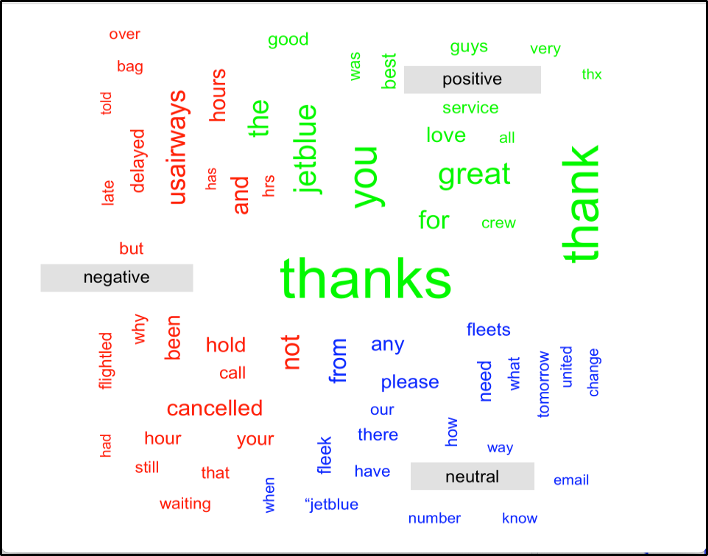 over
good
guys
very
bag
was
best
positive
thx
told
hours
service
usairways
the
jetblue
love
all
delayed
you
great
thank
late
has
and
hrs
for
crew
but
negative
thanks
flightled
why
been
hold
not
from
any
fleets
call
please
need
what
tomorrow
united
change
cancelled
our
had
hour
your
fleek
there
how
way
still
that
when
have
neutral
email
waiting
"jetblue
number
know